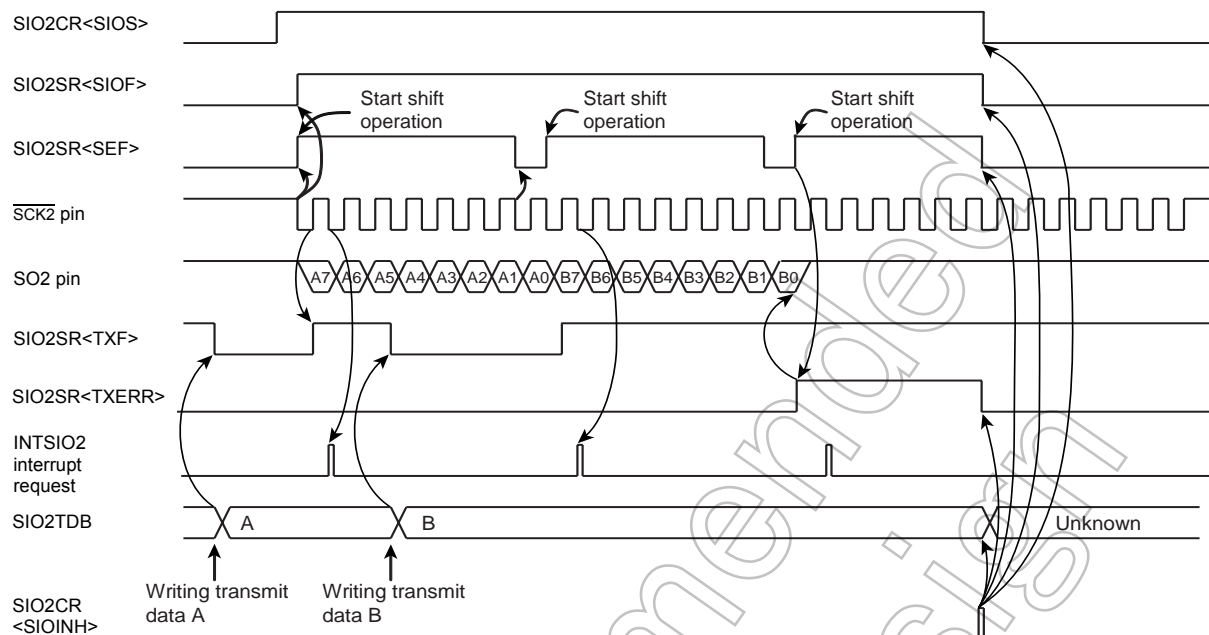 SIO2CR<SIOS>
SIO2SR<SIOF>
Start shift
operation
Start shift
operation
Start shift
operation
SIO2SR<SEF>
SCK2 pin
SO2 pin
A7 A6 A5 A4 A3 A2 A1 A0 B7 B6 B5 B4 B3 B2 B1 B0
SIO2SR<TXF>
SIO2SR<TXERR>
INTSIO2
interrupt
request
SIO2TDB
A
B
Unknown
Writing transmit
data A
Writing transmit
data B
SIO2CR
<SIOINH>